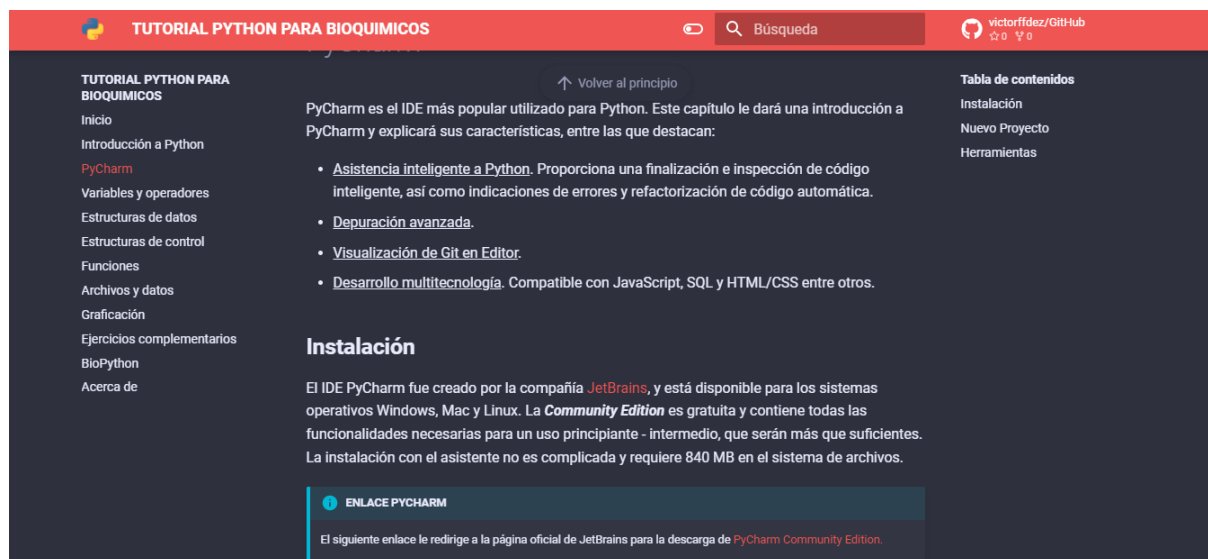 TUTORIAL PYTHON PARA BIOQUIMICOS
Búsqueda
victorffdez/GitHub
0 0
TUTORIAL PYTHON PARA
BIOQUIMICOS
Inicio
Introducción a Python
PyCharm
Variables y operadores
Estructuras de datos
Estructuras de control
Funciones
Archivos y datos
Graficación
Ejercicios complementarios
BioPython
Acerca de
PyCharm
Volver al principio
PyCharm es el IDE más popular utilizado para Python. Este capítulo le dará una introducción a
PyCharm y explicará sus características, entre las que destacan:
• Asistencia inteligente a Python. Proporciona una finalización e inspección de código
inteligente, así como indicaciones de errores y refactorización de código automática.
• Depuración avanzada.
• Visualización de Git en Editor.
• Desarrollo multitecnología. Compatible con JavaScript, SQL y HTML/CSS entre otros.
Instalación
El IDE PyCharm fue creado por la compañía JetBrains, y está disponible para los sistemas
operativos Windows, Mac y Linux. La Community Edition es gratuita y contiene todas las
funcionalidades necesarias para un uso principiante - intermedio, que serán más que suficientes.
La instalación con el asistente no es complicada y requiere 840 MB en el sistema de archivos.
ENLACE PYCHARM
El siguiente enlace le redirige a la página oficial de JetBrains para la descarga de PyCharm Community Edition.
Tabla de contenidos
Instalación
Nuevo Proyecto
Herramientas